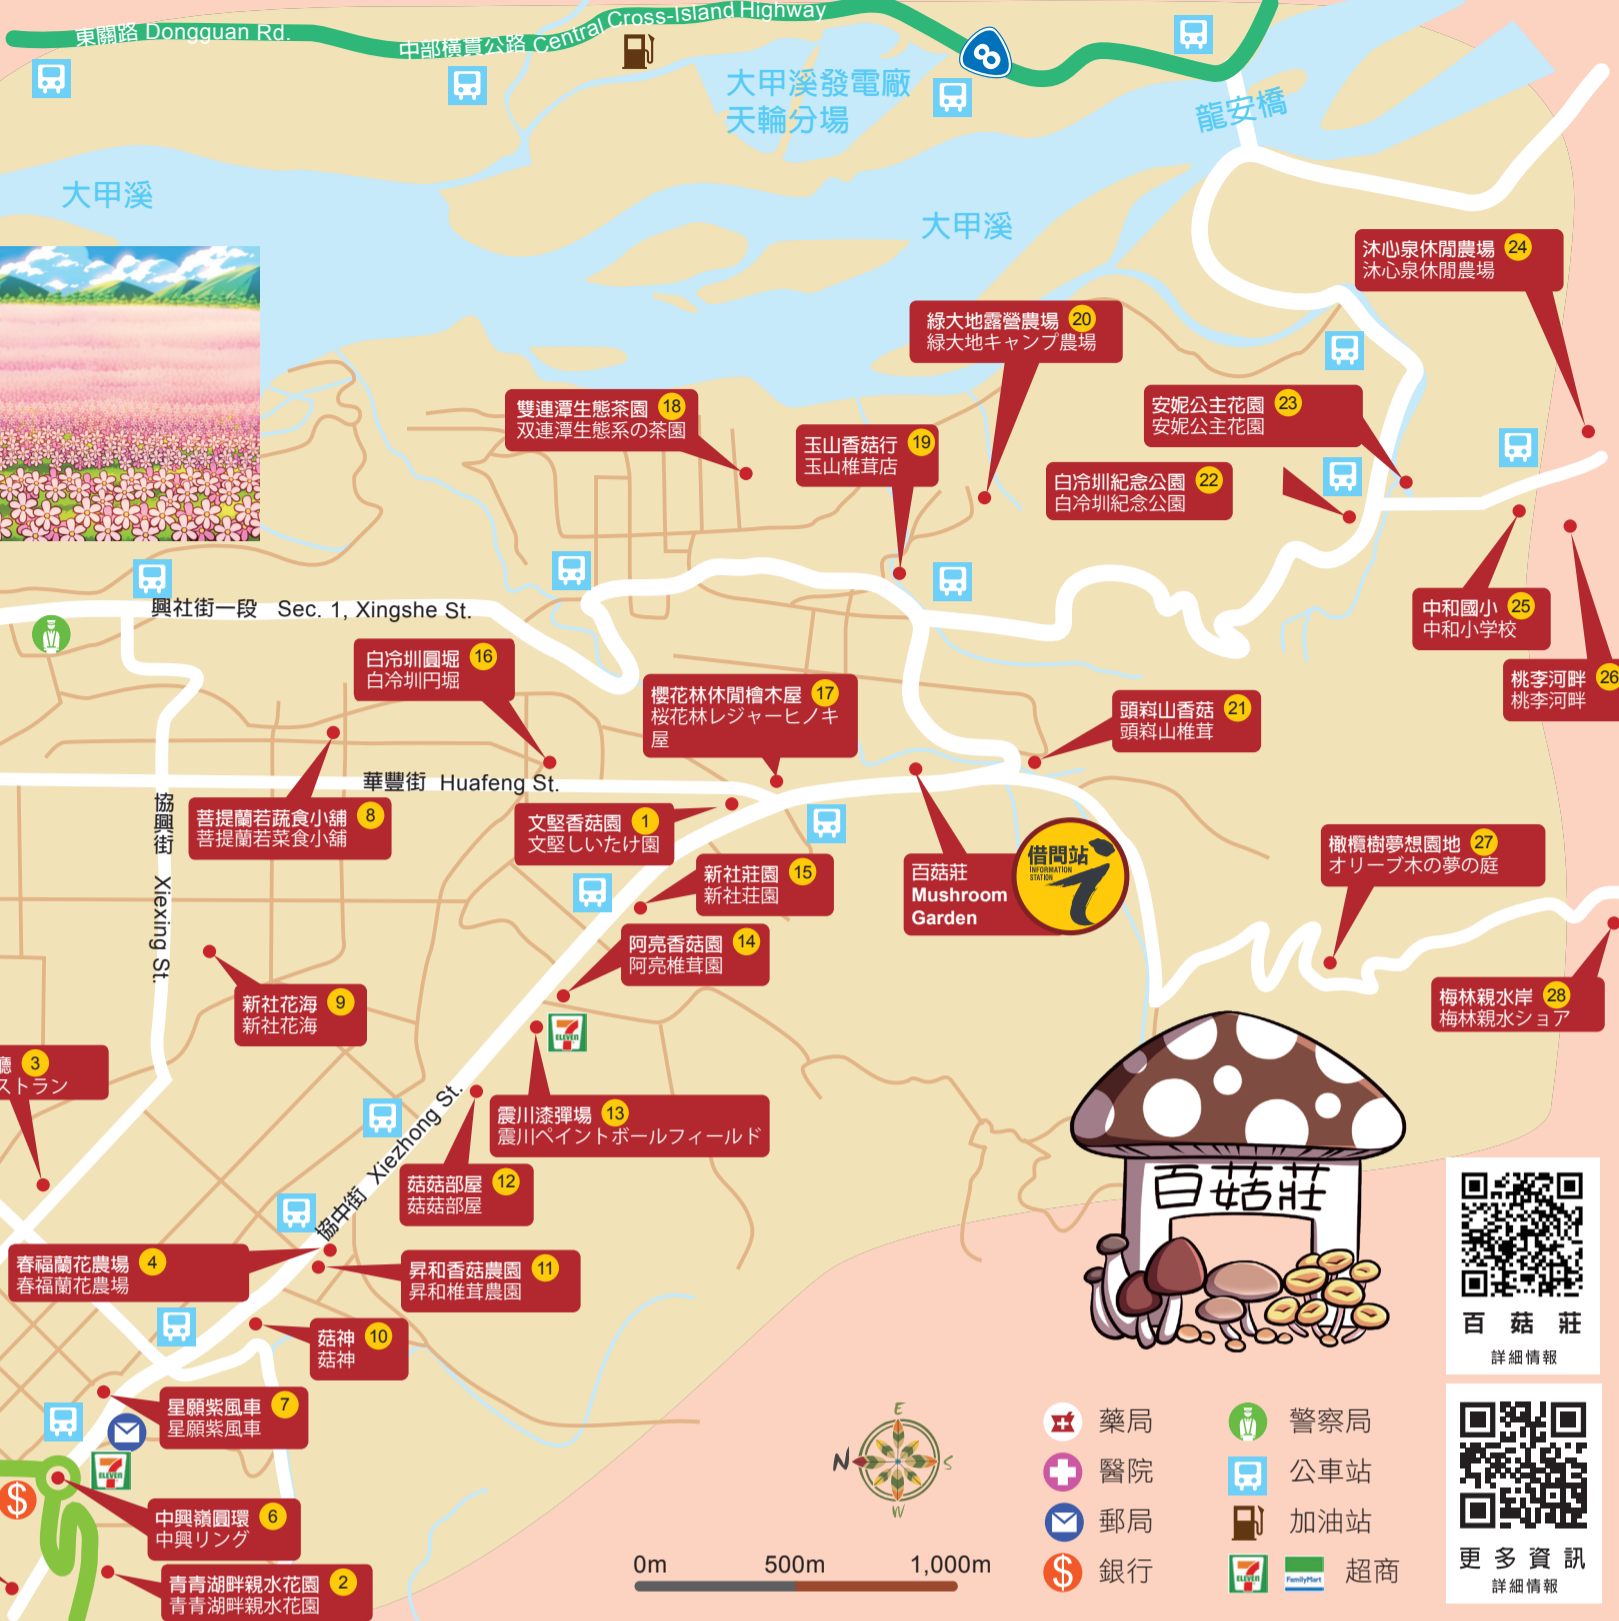 東關路 Dongguan Rd.
中部橫貫公路 Central Cross-Island Highway
8
大甲溪發電廠
天輪分場
龍安橋
大甲溪
大甲溪
沐心泉休閒農場 24
沐心泉休閒農場
綠大地露營農場 20
緑大地キャンプ農場
雙連潭生態茶園 18
双連潭生態系の茶園
安妮公主花園 23
安妮公主花園
玉山香菇行 19
玉山椎茸店
白冷圳紀念公園 22
白冷圳紀念公園
興社街一段 Sec. 1, Xingshe St.
中和國小 25
中和小学校
白冷圳圓堀 16
白冷圳円堀
桃李河畔 26
桃李河畔
櫻花林休閒檜木屋 17
桜花林レジャーヒノキ
屋
頭嵙山香菇 21
頭嵙山椎茸
華豐街 Huafeng St.
協興街 Xiexing St.
菩提蘭若蔬食小舖 8
菩提蘭若菜食小舖
文堅香菇園 1
文堅しいたけ園
新社莊園 15
新社荘園
百菇莊
Mushroom
Garden
借問站
INFORMATION
STATION
橄欖樹夢想園地 27
オリーブ木の夢の庭
阿亮香菇園 14
阿亮椎茸園
新社花海 9
新社花海
梅林親水岸 28
梅林親水ショア
廳 3
ストラン
7
ELEVEN
震川漆彈場 13
震川ペイントボールフィールド
協中街 Xiezhong St.
菇菇部屋 12
菇菇部屋
百菇莊
春福蘭花農場 4
春福蘭花農場
昇和香菇農園 11
昇和椎茸農園
菇神 10
菇神
百菇莊
詳細情報
星願紫風車 7
星願紫風車
7
ELEVEN
$
中興嶺圓環 6
中興リング
青青湖畔親水花園 2
青青湖畔親水花園
E
N
S
W
0m 500m 1,000m
藥局
警察局
醫院
公車站
郵局
加油站
$ 銀行
7 ELEVEN FamilyMart 超商
更多資訊
詳細情報